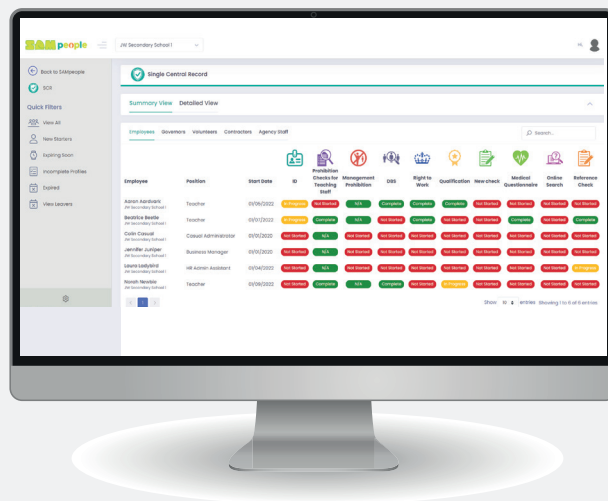 SAMpeople
JW Secondary School 1
Hi,
Back to SAMpeople
SCR
Single Central Record
Quick Filters
View All
New Starters
Expiring Soon
Incomplete Profiles
Expired
View Leavers
Summary View Detailed View
Employees Governors Volunteers Contractors Agency Staff
Search...
Employee Position Start Date ID Prohibition Checks for Teaching Staff Management Prohibition DBS Right to Work Qualification New check Medical Questionnaire Online Search Reference Check
Aaron Aardvark Teacher 01/09/2022 In Progress Not Started N/A Complete Complete Complete Not Started Not Started Not Started Not Started
JW Secondary School 1
Beatrice Beetle Teacher 01/07/2023 In Progress Complete N/A Not Started Complete Not Started Not Started Complete Not Started Complete
JW Secondary School 1
Colin Casual Casual Administrator 01/01/2020 Not Started N/A Not Started Not Started Not Started Not Started Not Started Not Started Not Started Not Started
JW Secondary School 1
Jennifer Juniper Business Manager 01/01/2020 Not Started N/A Not Started Not Started Not Started Not Started Not Started Not Started Not Started Not Started
JW Secondary School 1
Laura Ladybird HR Admin Assistant Not Started N/A N/A Not Started Not Started Not Started Not Started Not Started Not Started In Progress
JW Secondary School 1
Norah Newbie Teacher 01/09/2022 Not Started Complete N/A Complete Not Started In Progress Not Started Not Started Not Started Not Started
JW Secondary School 1
1
Show 10 entries Showing 1 to 6 of 6 entries